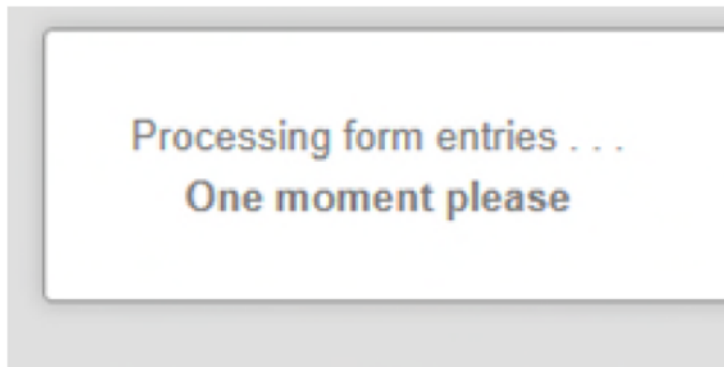 Processing form entries . . .
One moment please